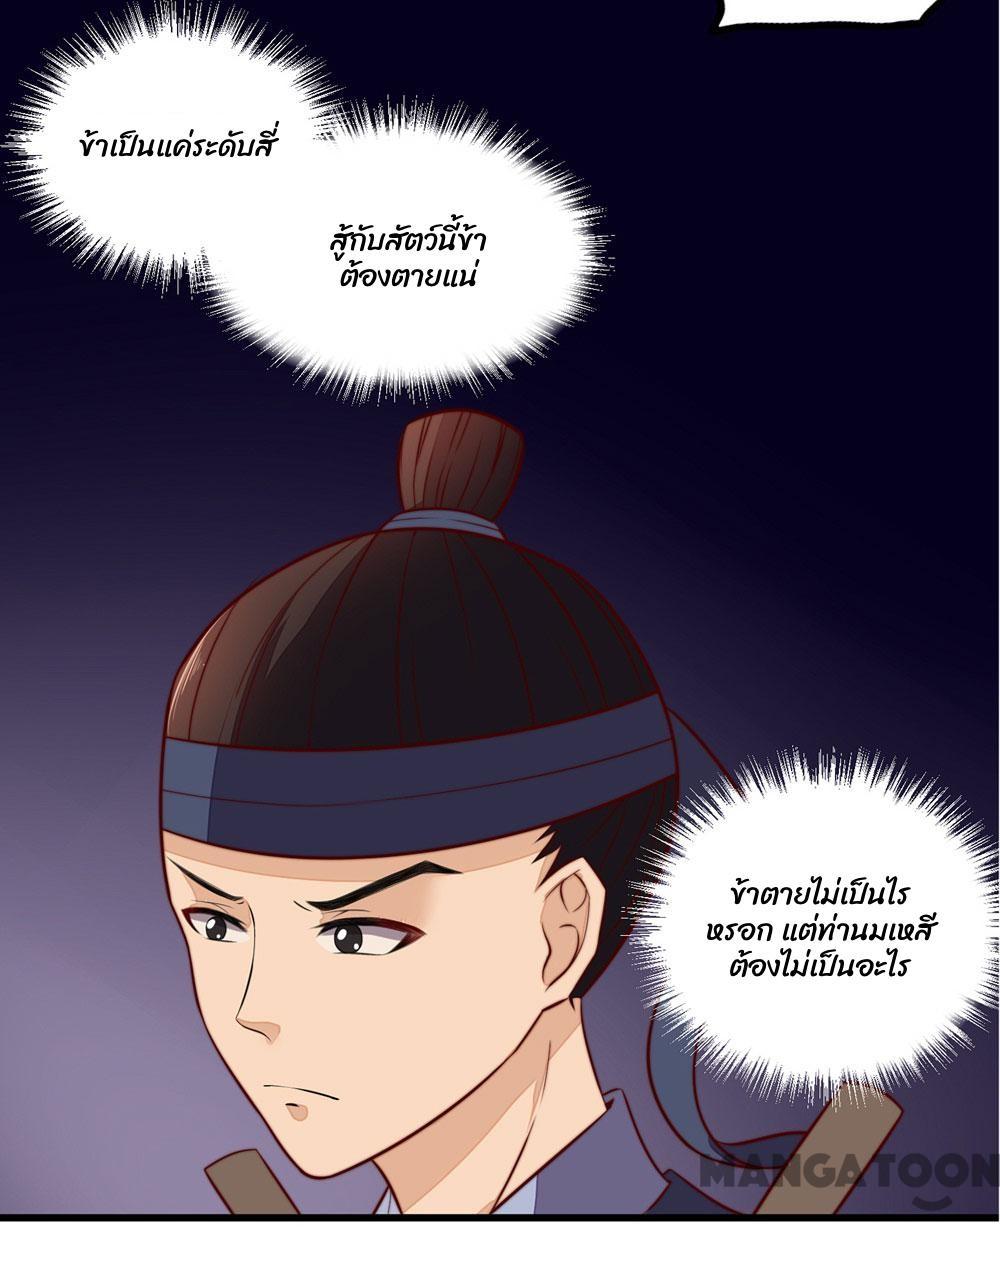 ข้าเป็นแค่ระดับสี่
สู้กับสัตว์นี้ข้า
ต้องตายแน่
ข้าตายไม่เป็นไร
หรอก แต่ท่านมเหสี
ต้องไม่เป็นอะไร
MANGATOON